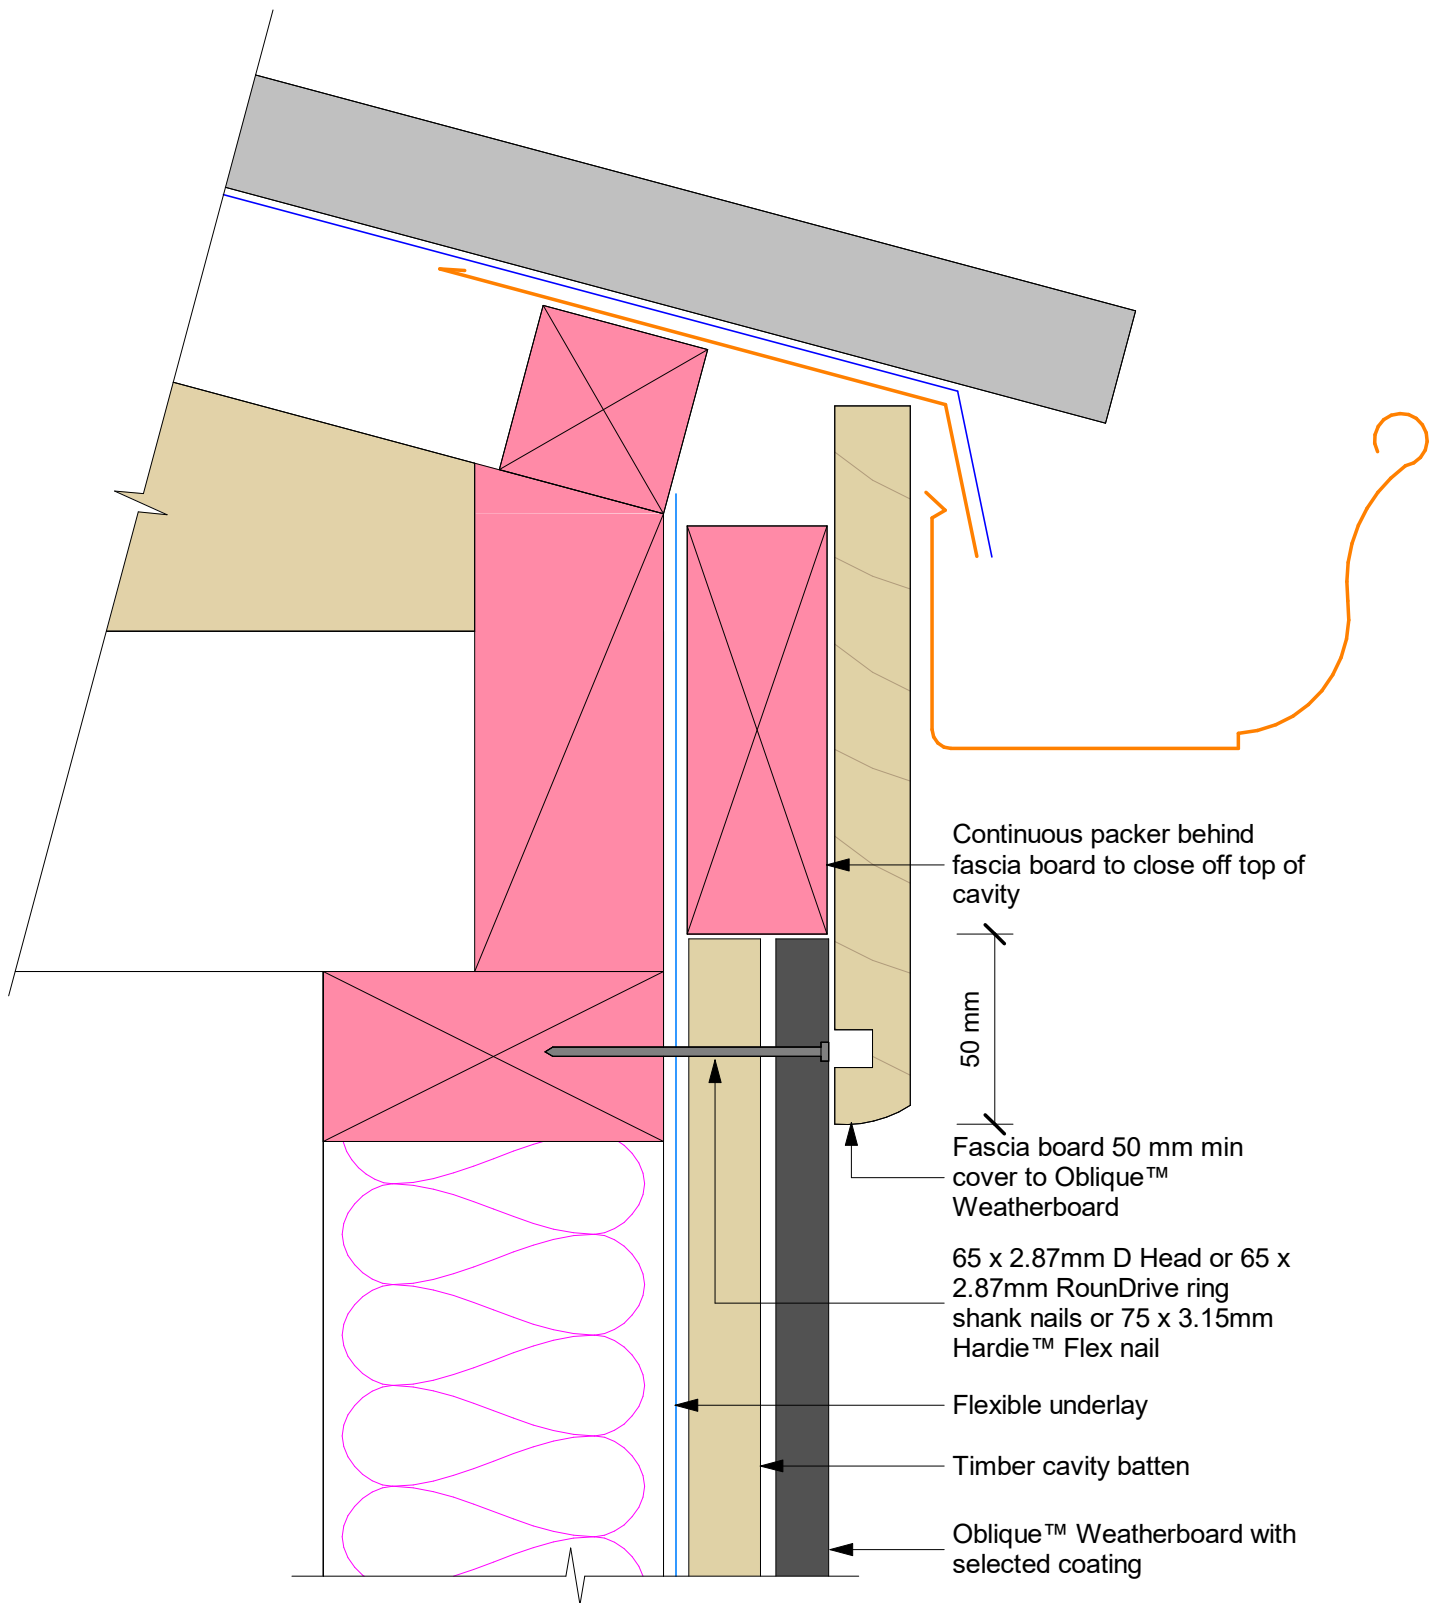 Continuous packer behind
fascia board to close off top of
cavity
50 mm
Fascia board 50 mm min
cover to Oblique™
Weatherboard
65 x 2.87mm D Head or 65 x
2.87mm RounDrive ring
shank nails or 75 x 3.15mm
Hardie™ Flex nail
Flexible underlay
Timber cavity batten
Oblique™ Weatherboard with
selected coating